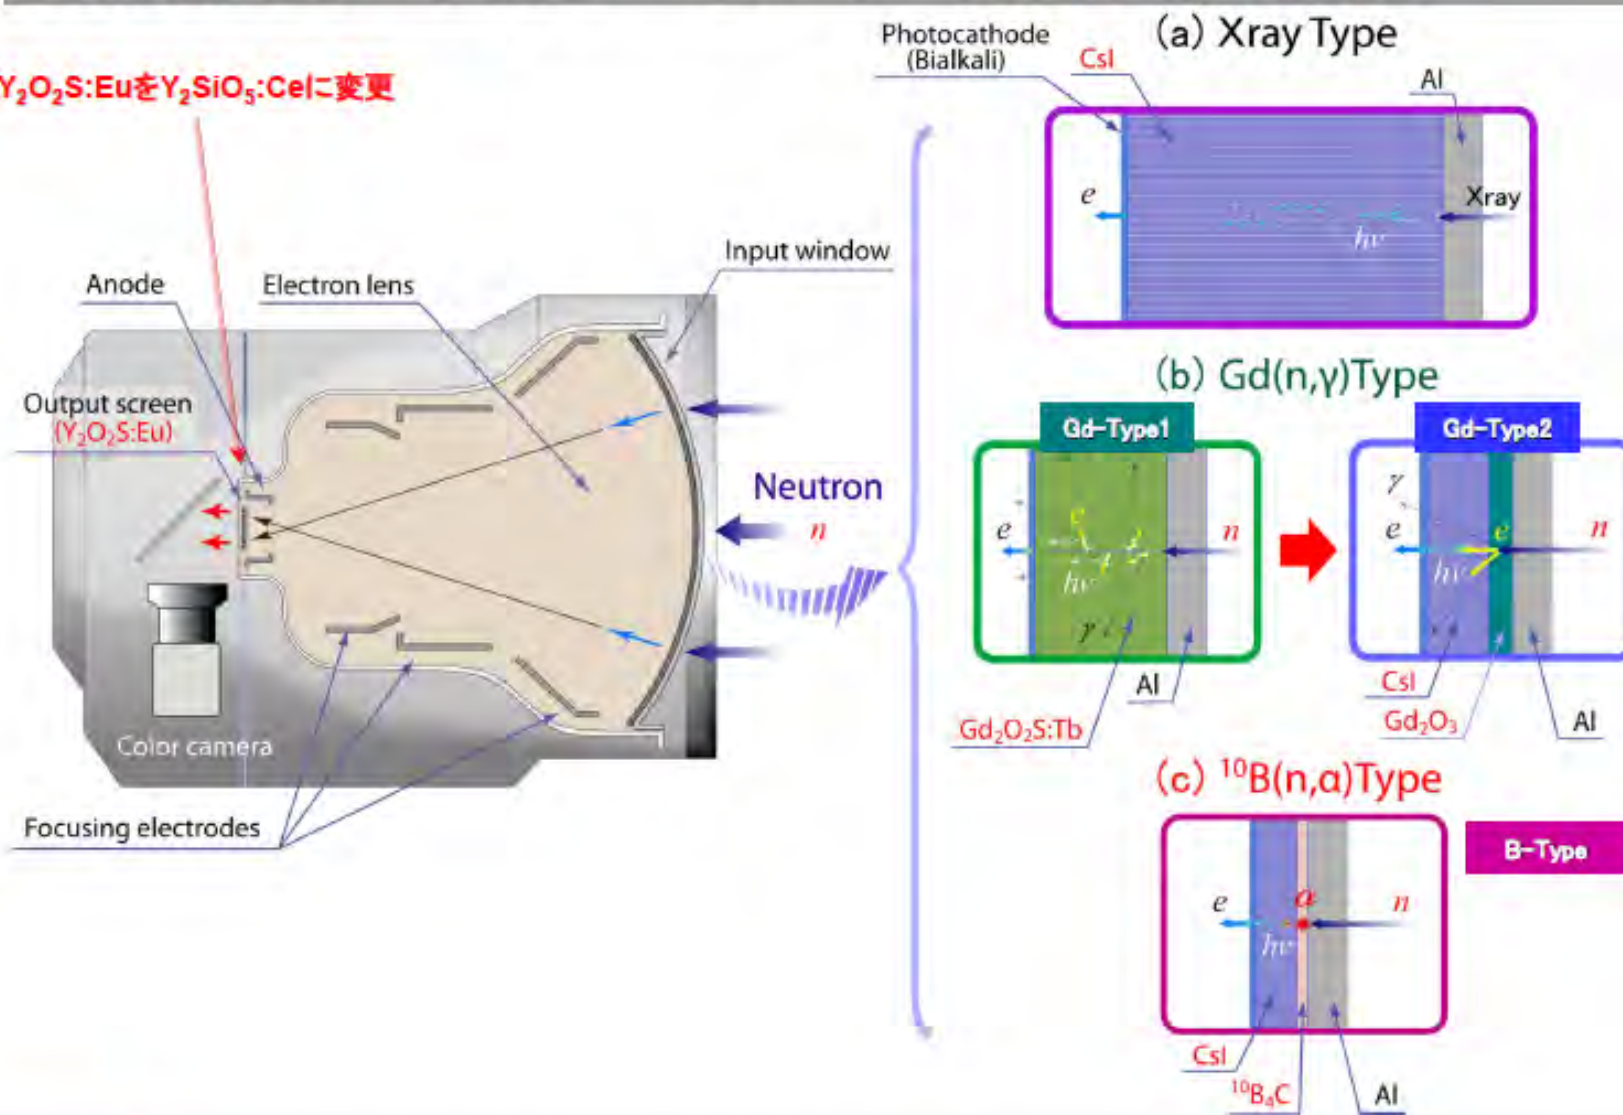 Y₂O₂S:EuをY₂SiO₅:Ceに変更
Anode
Electron lens
Input window
Output screen
(Y₂O₂S:Eu)
Neutron
n
Color camera
Focusing electrodes
(a) Xray Type
Photocathode
(Bialkali)
CsI
Al
e
Xray
hν
(b) Gd(n,γ)Type
Gd-Type1
e
e
n
hν
γ
Al
Gd₂O₂S:Tb
Gd-Type2
γ
e
e
n
hν
CsI
Gd₂O₃
Al
(c) ¹⁰B(n,α)Type
B-Type
e
α
n
hν
CsI
¹⁰B₄C
Al